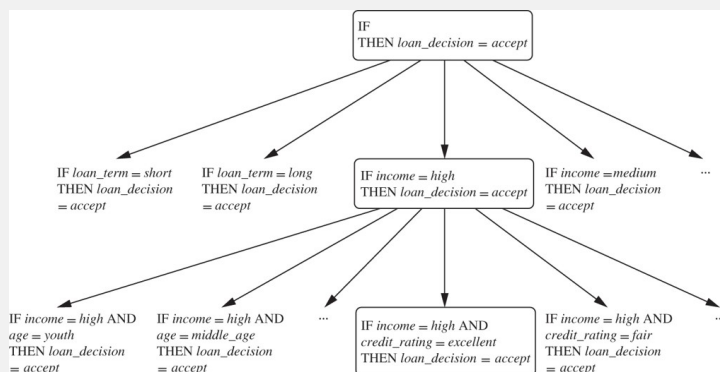 IF
THEN loan_decision = accept
IF loan_term = short
THEN loan_decision
= accept
IF loan_term = long
THEN loan_decision
= accept
IF income = high
THEN loan_decision = accept
IF income = medium
THEN loan_decision
= accept
...
IF income = high AND
age = youth
THEN loan_decision
= accept
IF income = high AND
age = middle_age
THEN loan_decision
= accept
...
IF income = high AND
credit_rating = excellent
THEN loan_decision = accept
IF income = high AND
credit_rating = fair
THEN loan_decision
= accept
...